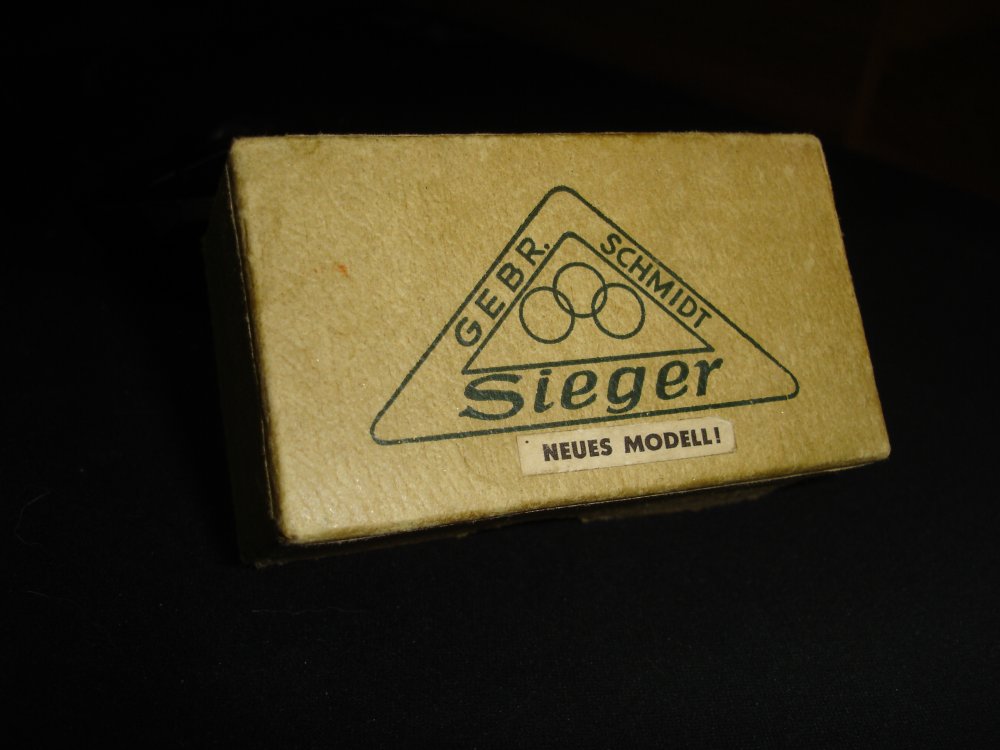 GEBR. SCHMIDT
Sieger
NEUES MODELL!